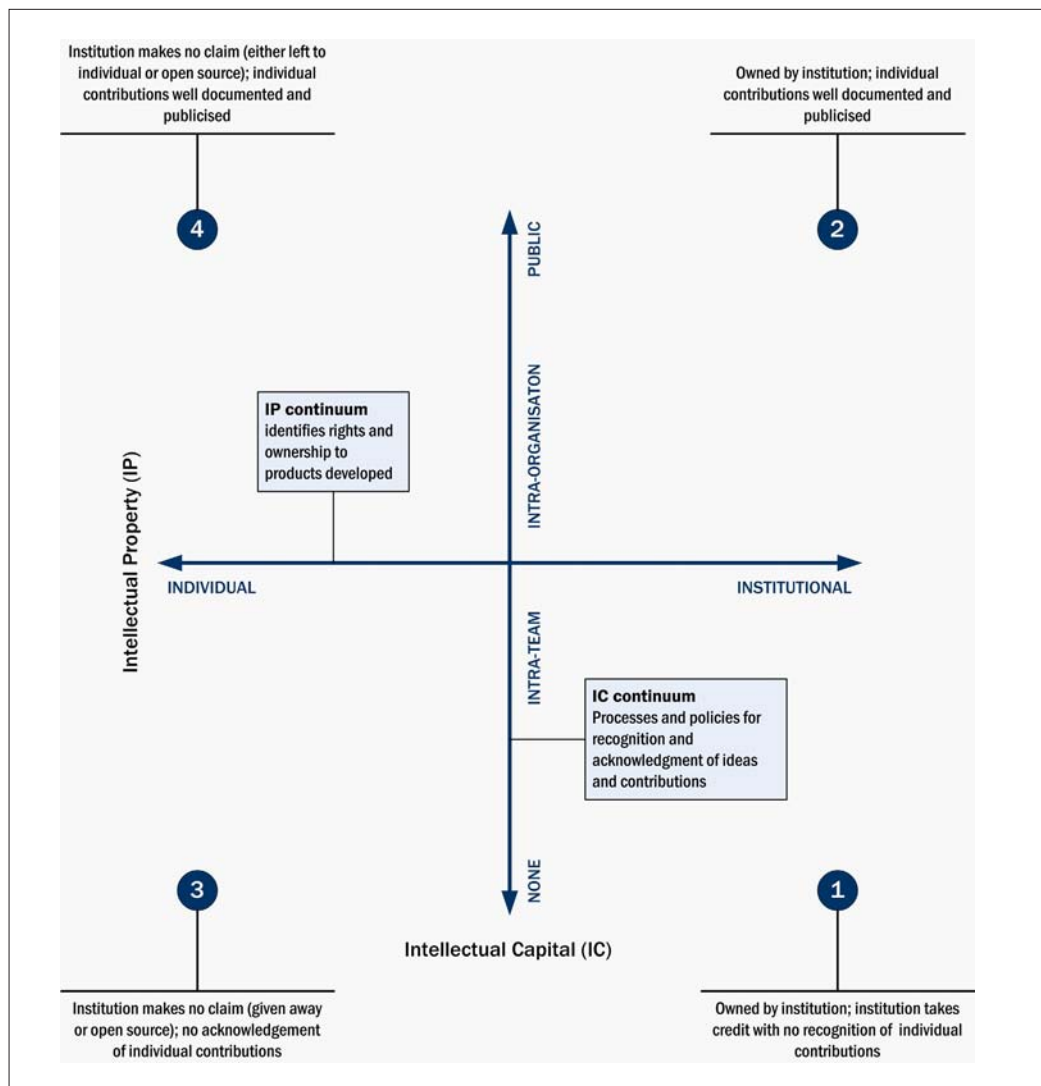 Institution makes no claim (either left to
individual or open source); individual
contributions well documented and
publicised
Owned by institution; individual
contributions well documented and
publicised
4
2
PUBLIC
INTRA-ORGANISATON
IP continuum
identifies rights and
ownership to
products developed
Intellectual Property (IP)
INDIVIDUAL
INSTITUTIONAL
INTRA-TEAM
IC continuum
Processes and policies for
recognition and
acknowledgment of ideas
and contributions
NONE
3
1
Intellectual Capital (IC)
Institution makes no claim (given away
or open source); no acknowledgement
of individual contributions
Owned by institution; institution takes
credit with no recognition of individual
contributions